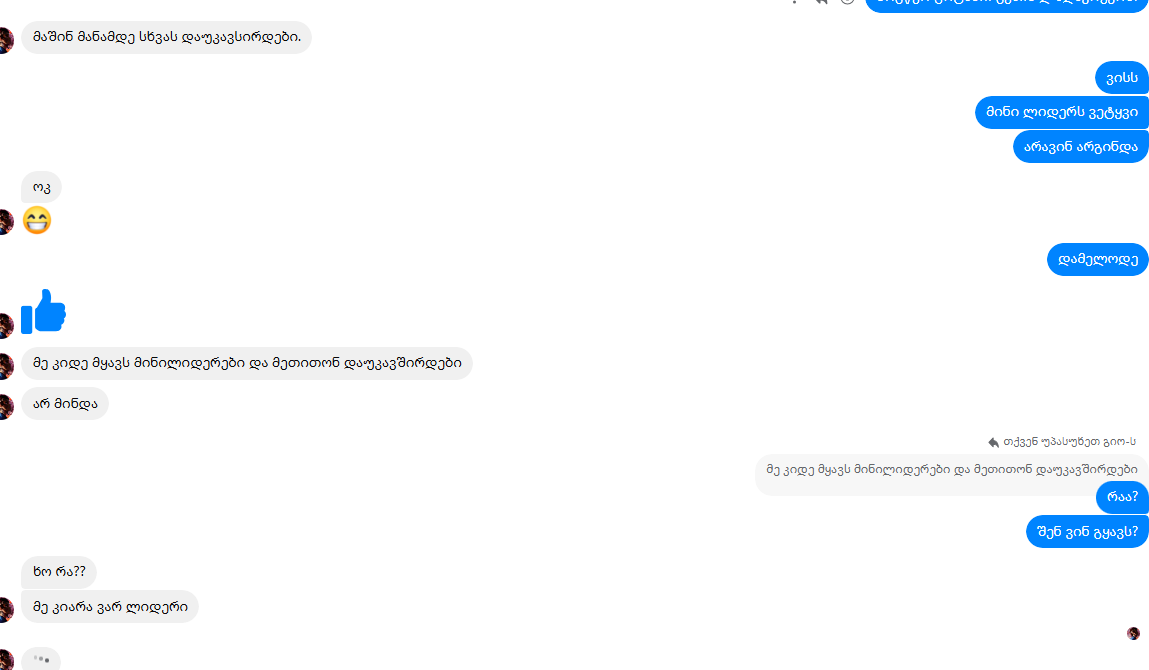 მაშინ მანამდე სხვას დაუკავსირდები.
ვისს
მინი ლიდერს ვეტყვი
არავინ არგინდა
ოკ
დამელოდე
მე კიდე მყავს მინილიდერები და მეთითონ დაუკავშირდები
არ მინდა
თქვენ უპასუხეთ გიო-ს
მე კიდე მყავს მინილიდერები და მეთითონ დაუკავშირდები
რაა?
შენ ვინ გყავს?
ხო რა??
მე კიარა ვარ ლიდერი